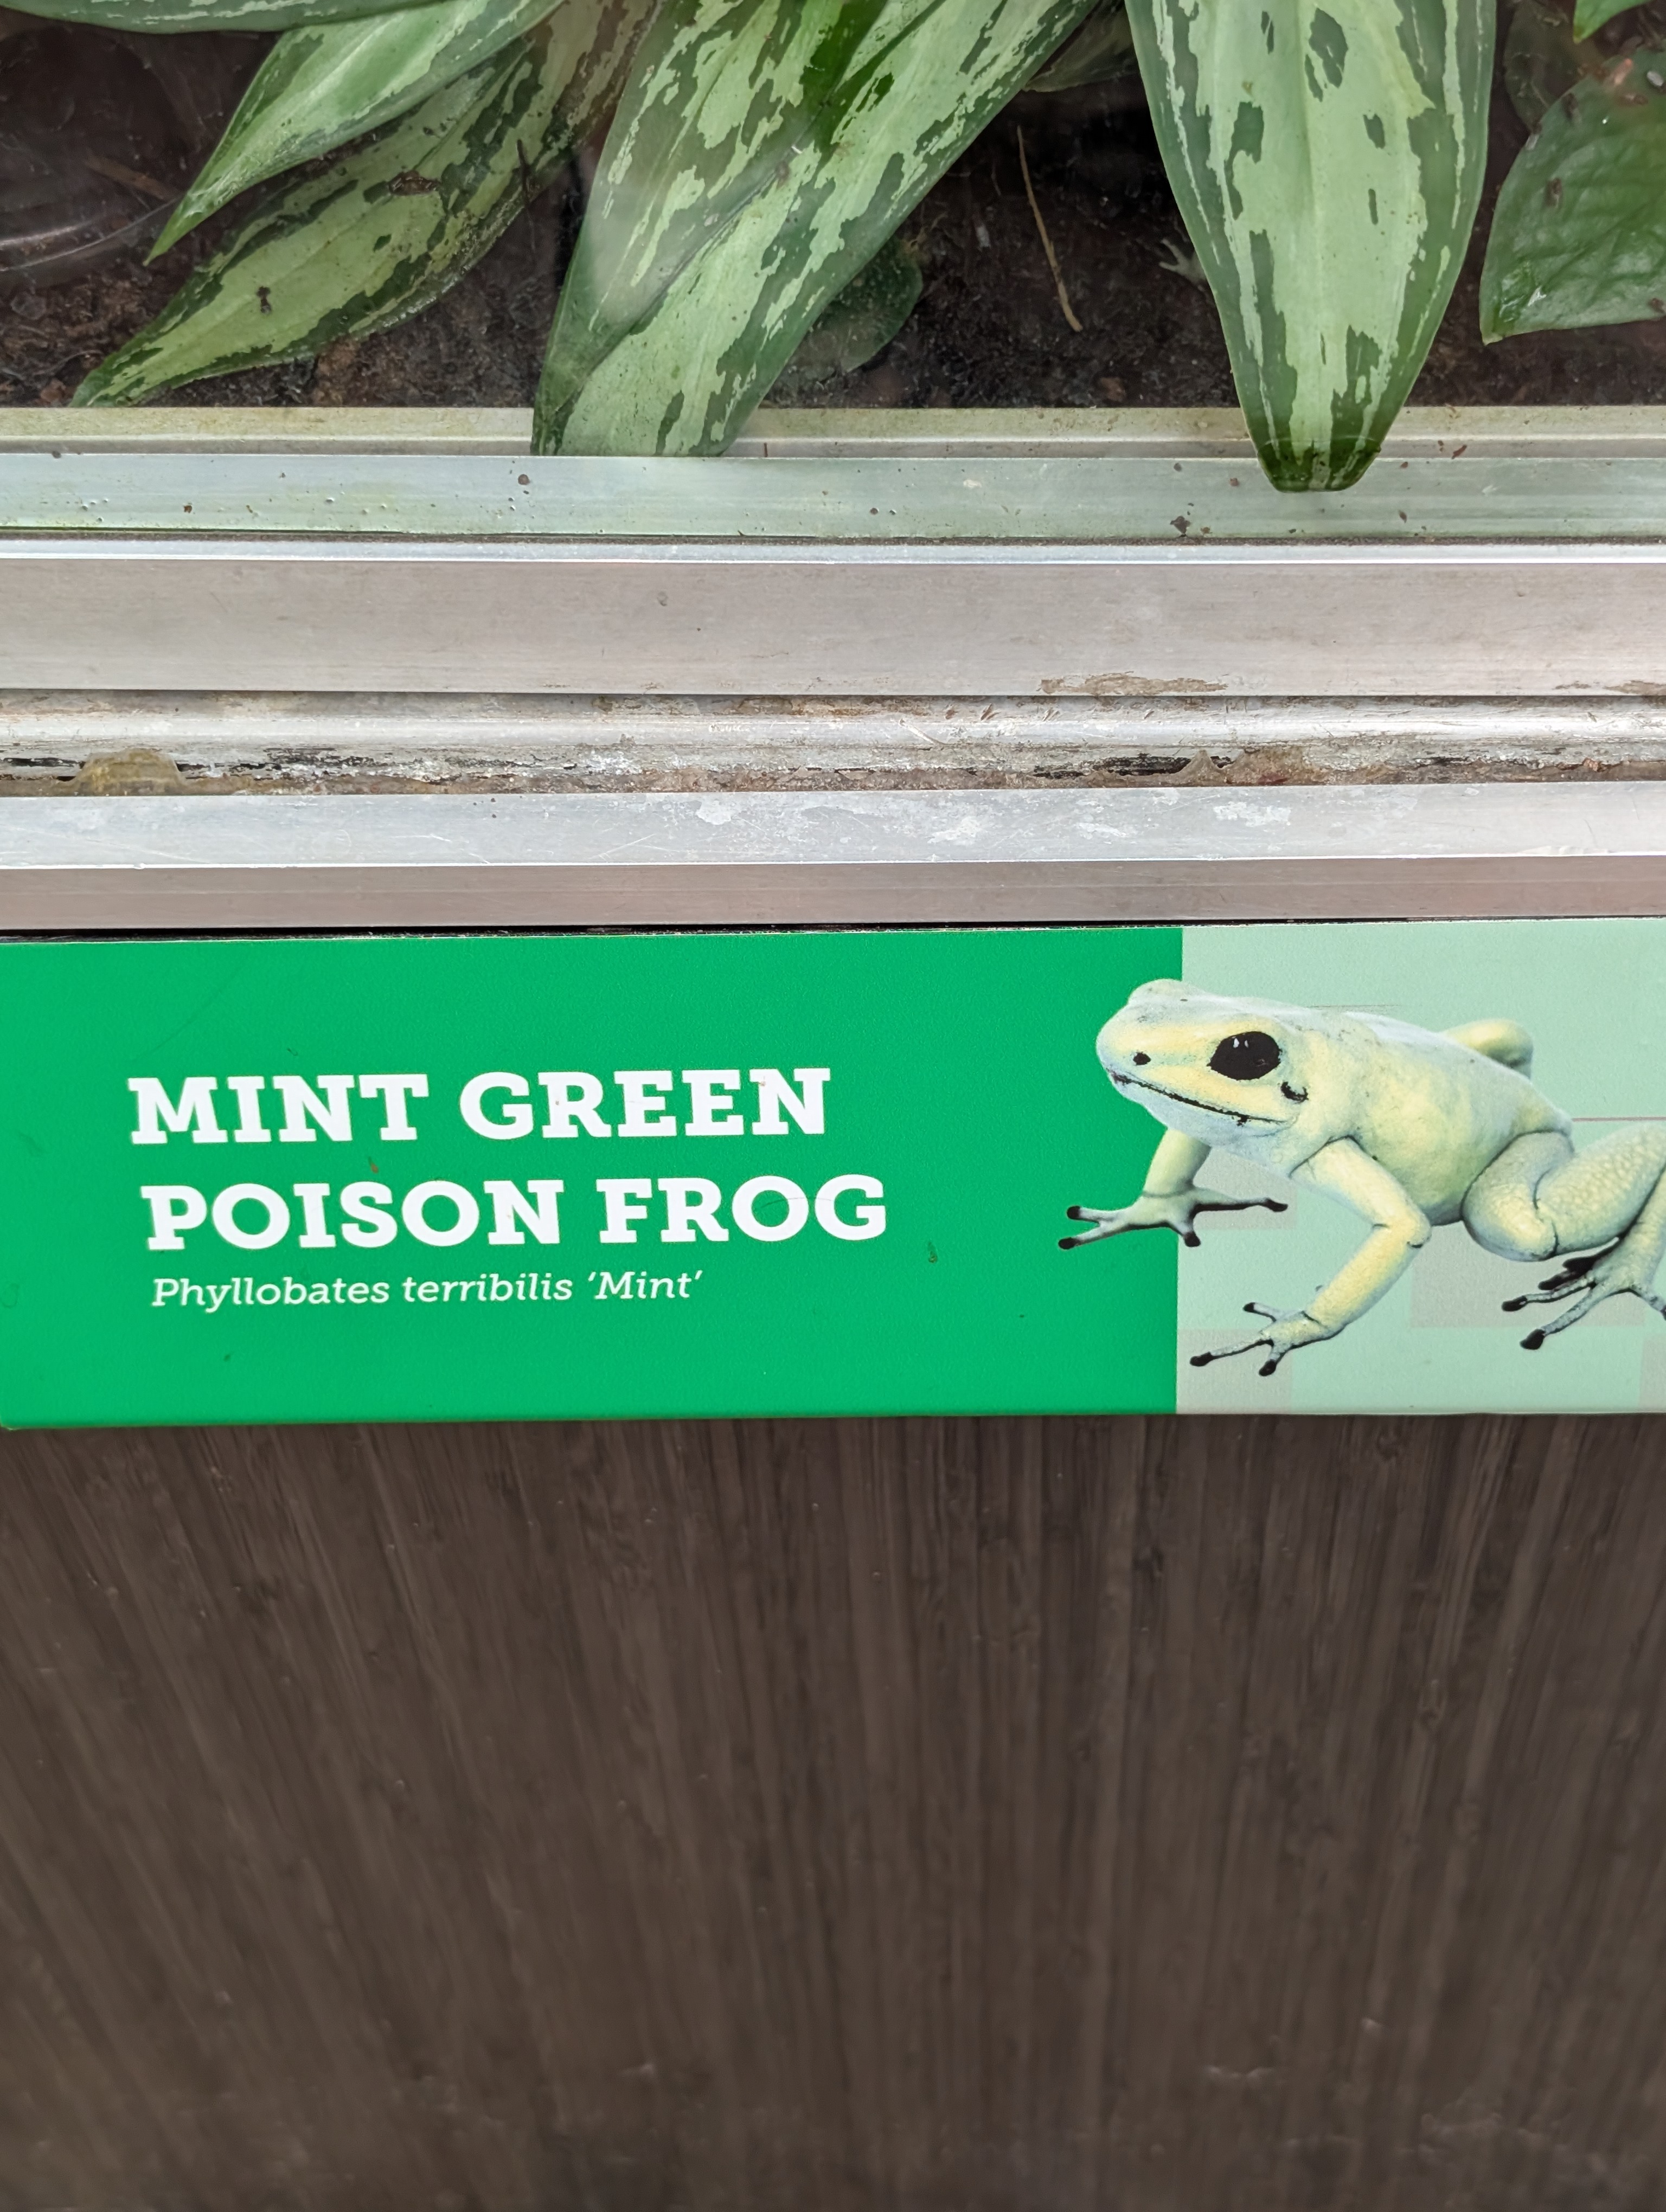 MINT GREEN
POISON FROG
Phyllobates terribilis ‘Mint’